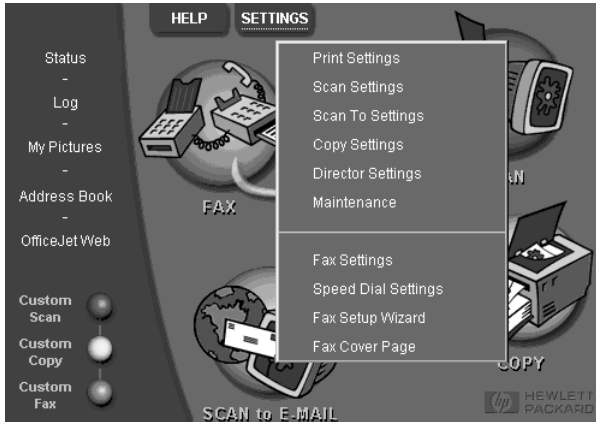 HELP
SETTINGS
Status
-
Log
-
My Pictures
-
Address Book
-
OfficeJet Web
Custom
Scan
Custom
Copy
Custom
Fax
Print Settings
Scan Settings
Scan To Settings
Copy Settings
Director Settings
Maintenance
Fax Settings
Speed Dial Settings
Fax Setup Wizard
Fax Cover Page
FAX
AN
SCAN to E-MAIL
COPY
hp HEWLETT
PACKARD